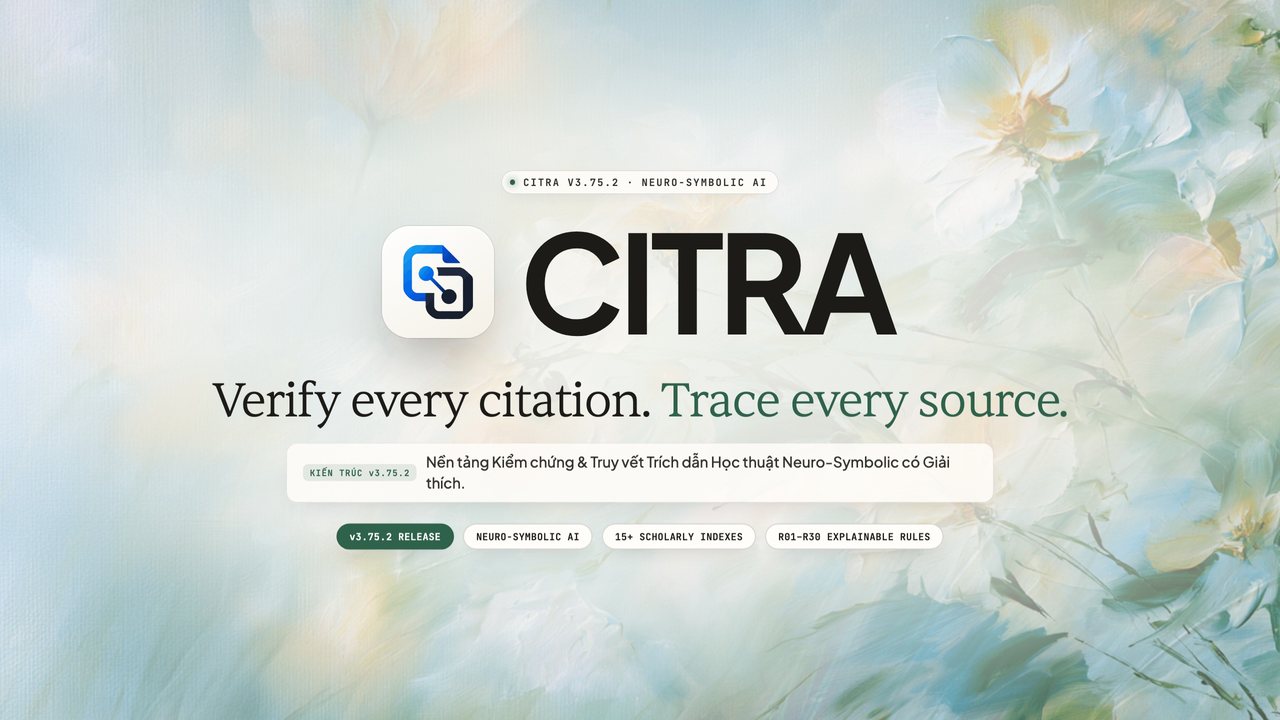 CITRA V3.75.2 · NEURO-SYMBOLIC AI
CITRA
Verify every citation. Trace every source.
KIẾN TRÚC v3.75.2
Nền tảng Kiểm chứng & Truy vết Trích dẫn Học thuật Neuro-Symbolic có Giải
thích.
v3.75.2 RELEASE
NEURO-SYMBOLIC AI
15+ SCHOLARLY INDEXES
R01–R30 EXPLAINABLE RULES